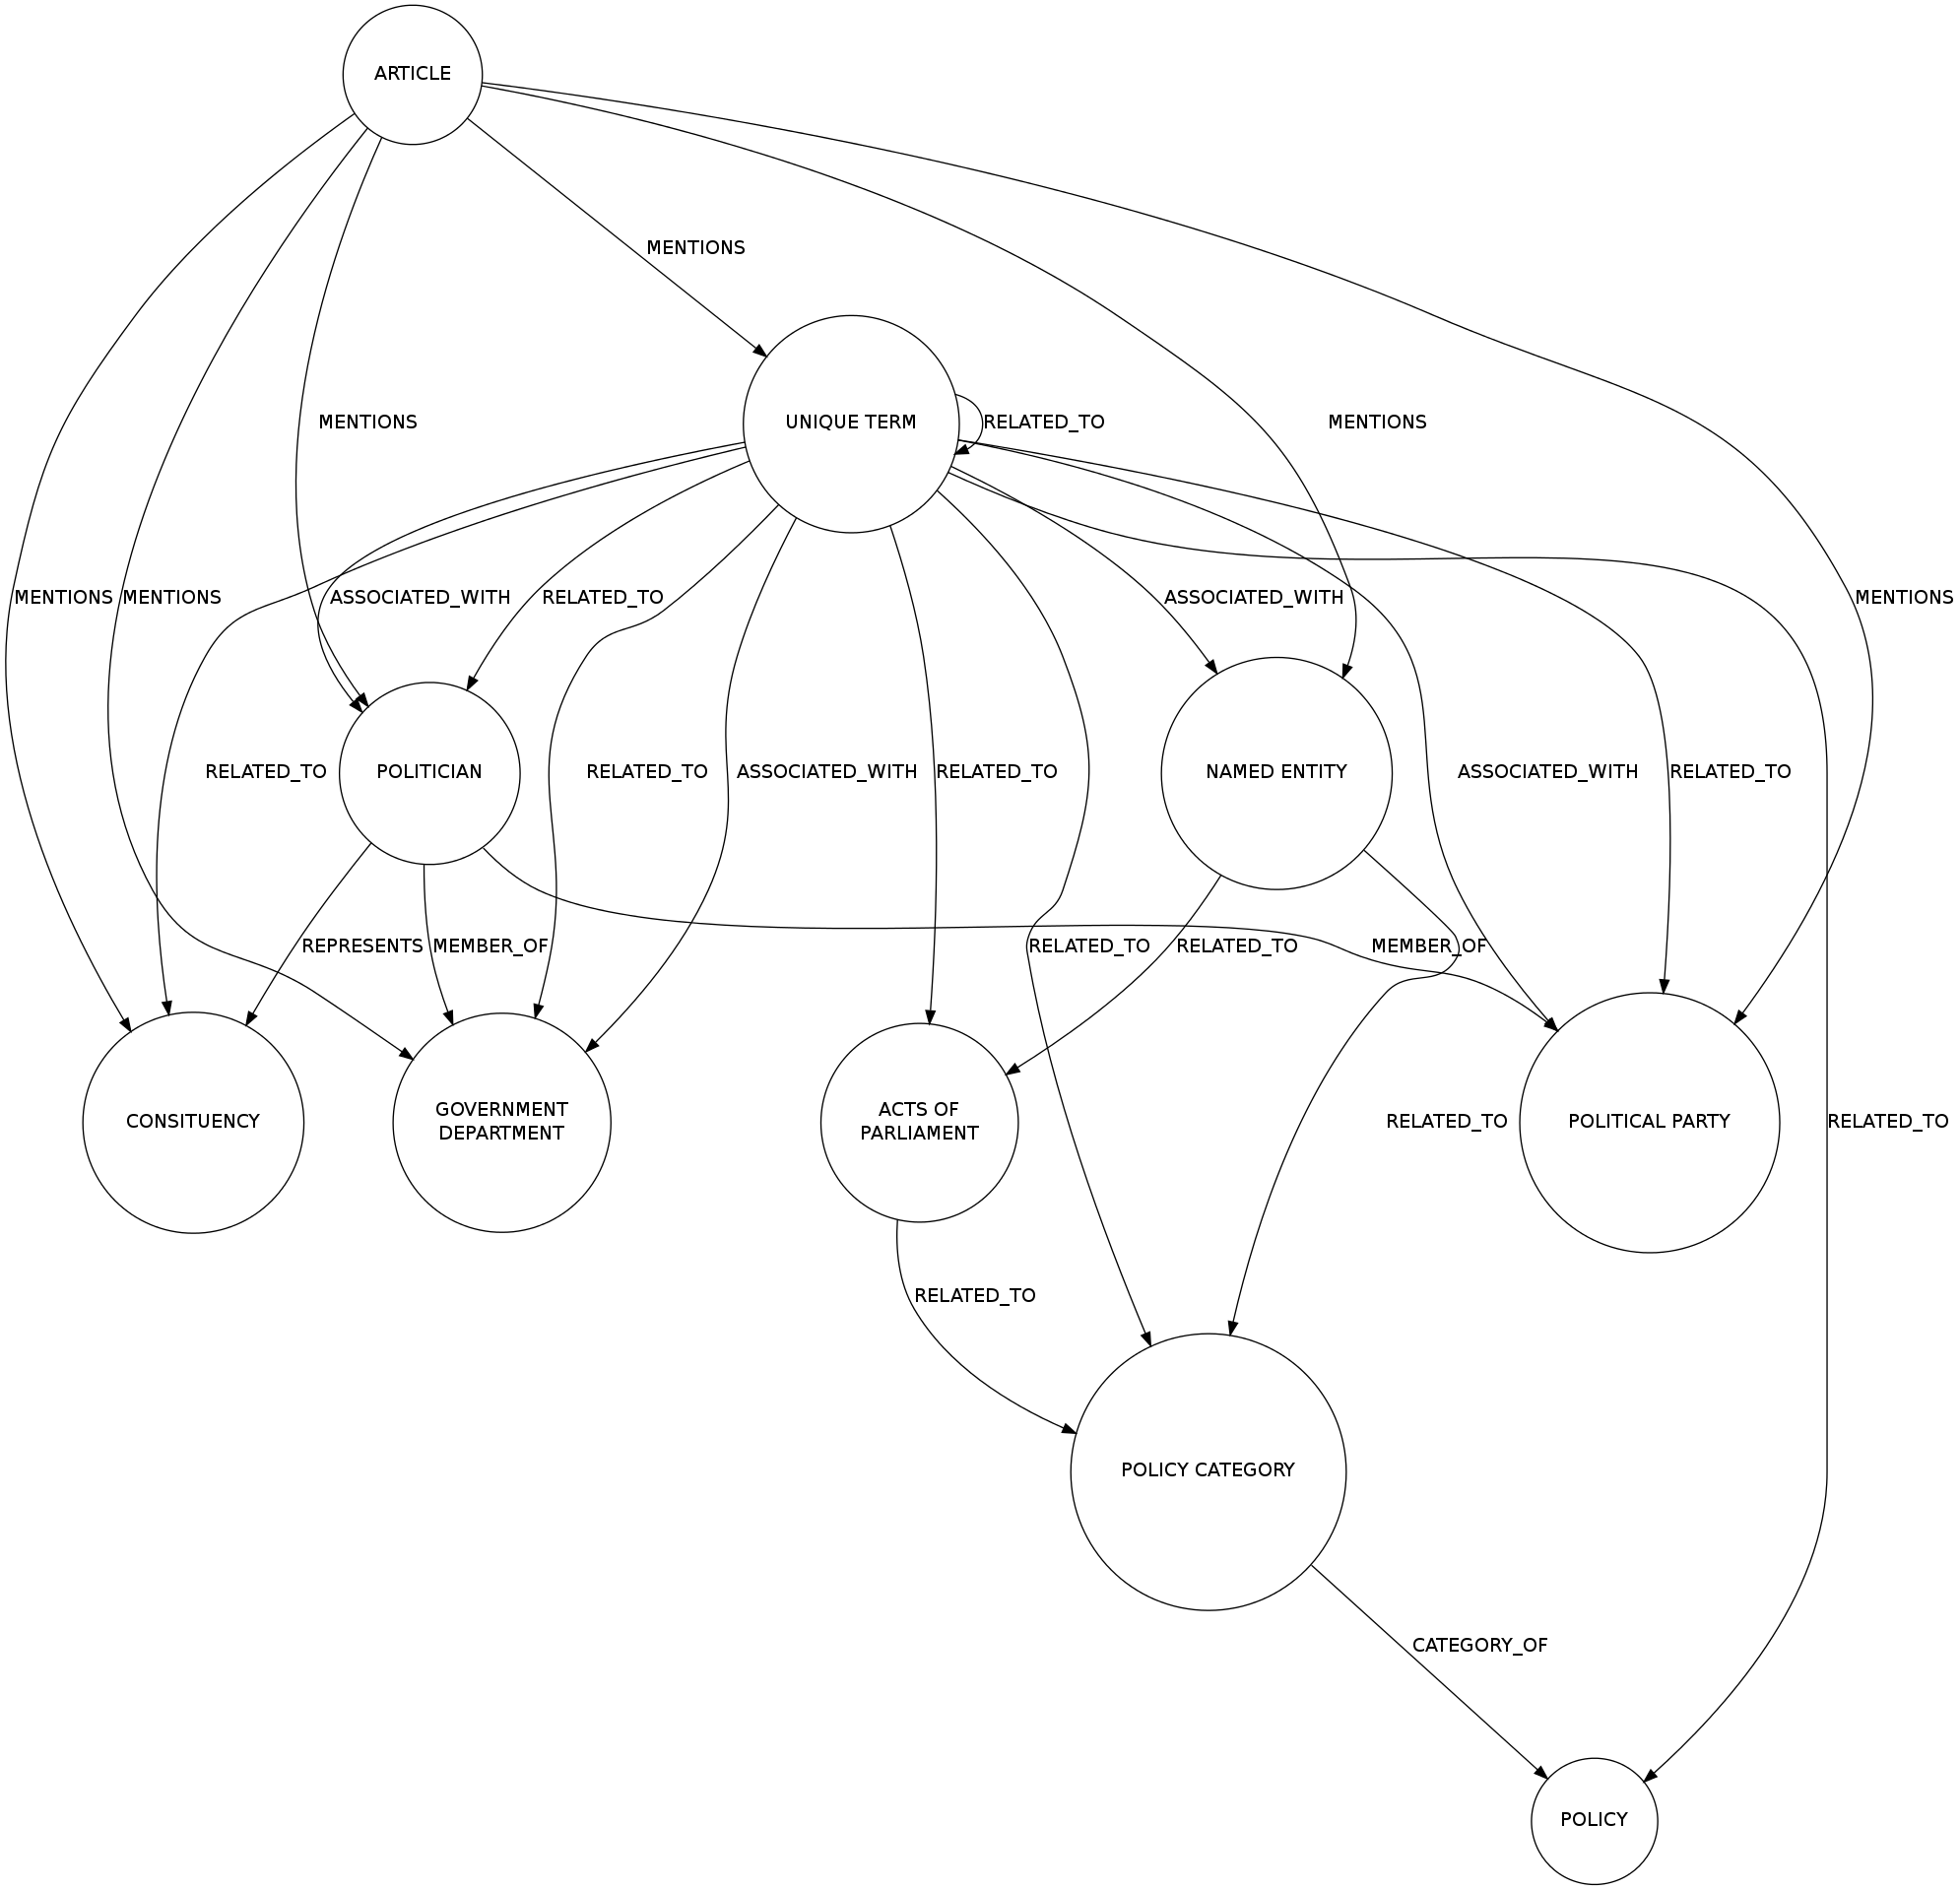 ARTICLE
MENTIONS
MENTIONS
UNIQUE TERM
RELATED_TO
MENTIONS
MENTIONS
MENTIONS
ASSOCIATED_WITH
RELATED_TO
ASSOCIATED_WITH
MENTIONS
RELATED_TO
POLITICIAN
RELATED_TO
ASSOCIATED_WITH
RELATED_TO
NAMED ENTITY
ASSOCIATED_WITH
RELATED_TO
REPRESENTS
MEMBER_OF
RELATED_TO
RELATED_TO
MEMBER_OF
CONSITUENCY
GOVERNMENT
DEPARTMENT
ACTS OF
PARLIAMENT
RELATED_TO
POLITICAL PARTY
RELATED_TO
RELATED_TO
POLICY CATEGORY
CATEGORY_OF
POLICY